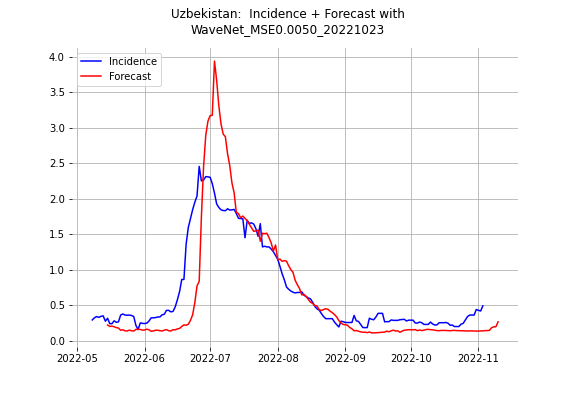 Uzbekistan:  Incidence + Forecast with
WaveNet_MSE0.0050_20221023
Incidence
Forecast
4.0
3.5
3.0
2.5
2.0
1.5
1.0
0.5
0.0
2022-05 2022-06 2022-07 2022-08 2022-09 2022-10 2022-11